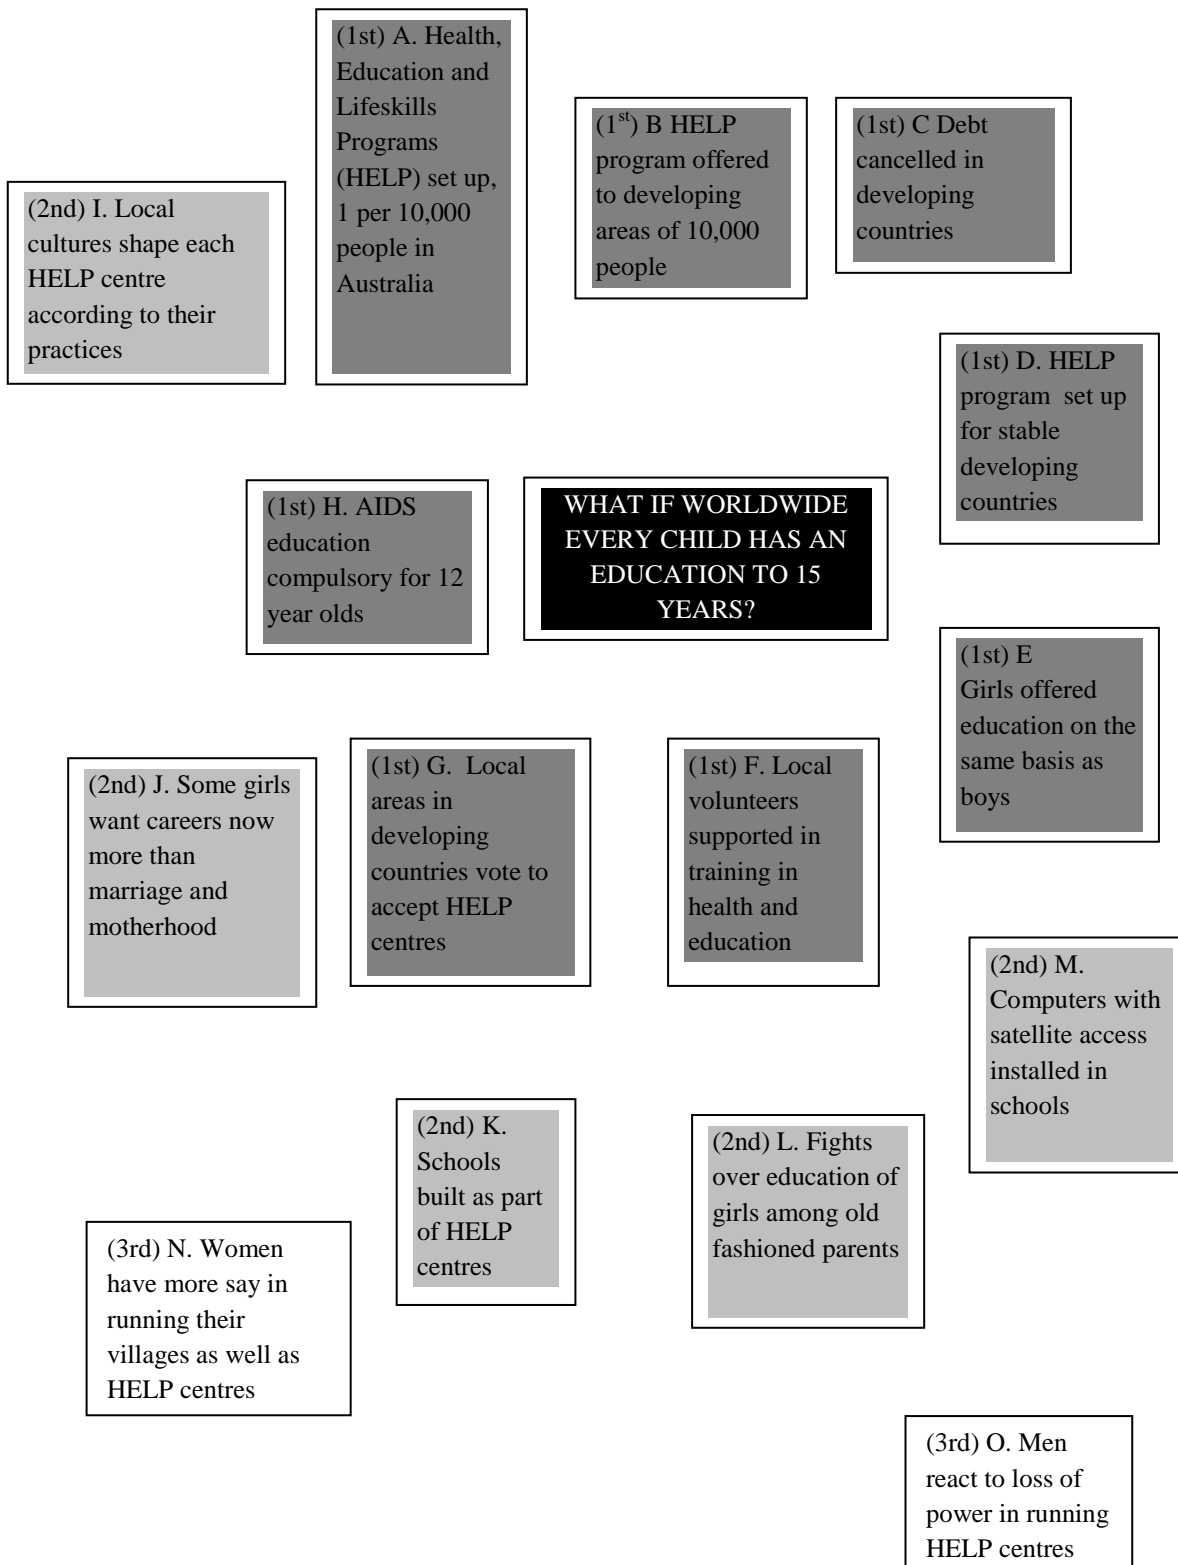 (1st) A. Health,
Education and
Lifeskills
Programs
(HELP) set up,
1 per 10,000
people in
Australia
(1st) B HELP
program offered
to developing
areas of 10,000
people
(1st) C Debt
cancelled in
developing
countries
(2nd) I. Local
cultures shape each
HELP centre
according to their
practices
(1st) D. HELP
program set up
for stable
developing
countries
(1st) H. AIDS
education
compulsory for 12
year olds
WHAT IF WORLDWIDE
EVERY CHILD HAS AN
EDUCATION TO 15
YEARS?
(1st) E
Girls offered
education on the
same basis as
boys
(2nd) J. Some girls
want careers now
more than
marriage and
motherhood
(1st) G. Local
areas in
developing
countries vote to
accept HELP
centres
(1st) F. Local
volunteers
supported in
training in
health and
education
(2nd) M.
Computers with
satellite access
installed in
schools
(2nd) K.
Schools
built as part
of HELP
centres
(2nd) L. Fights
over education of
girls among old
fashioned parents
(3rd) N. Women
have more say in
running their
villages as well as
HELP centres
(3rd) O. Men
react to loss of
power in running
HELP centres